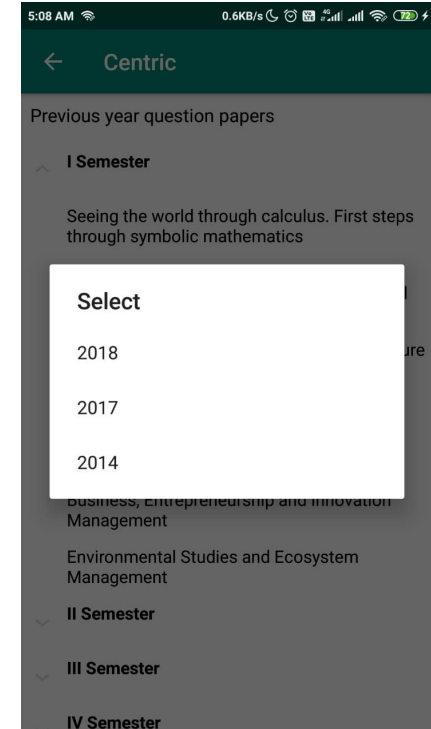 5:08 AM 0.6KB/s 4G 72
Centric
Previous year question papers
I Semester
Seeing the world through calculus. First steps
through symbolic mathematics
Select
2018
2017
2014
Business, Entrepreneurship and Innovation
Management
Environmental Studies and Ecosystem
Management
II Semester
III Semester
IV Semester